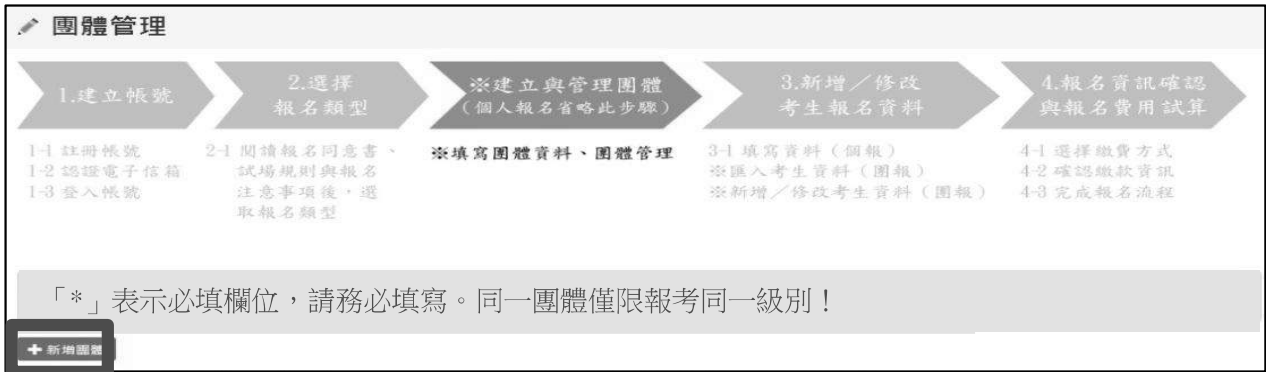 團體管理
1.建立帳號
2.選擇
報名類型
※建立與管理團體
(個人報名省略此步驟)
3.新增／修改
考生報名資料
4.報名資訊確認
與報名費用試算
1-1 註冊帳號
1-2 認證電子信箱
1-3 登入帳號
2-1 閱讀報名同意書、
試場規則與報名
注意事項後，選
取報名類型
※填寫團體資料、團體管理
3-1 填寫資料（個報）
※匯入考生資料（團報）
※新增／修改考生資料（團報）
4-1 選擇繳費方式
4-2 確認繳款資訊
4-3 完成報名流程
「*」表示必填欄位，請務必填寫。同一團體僅限報考同一級別！
新增團體